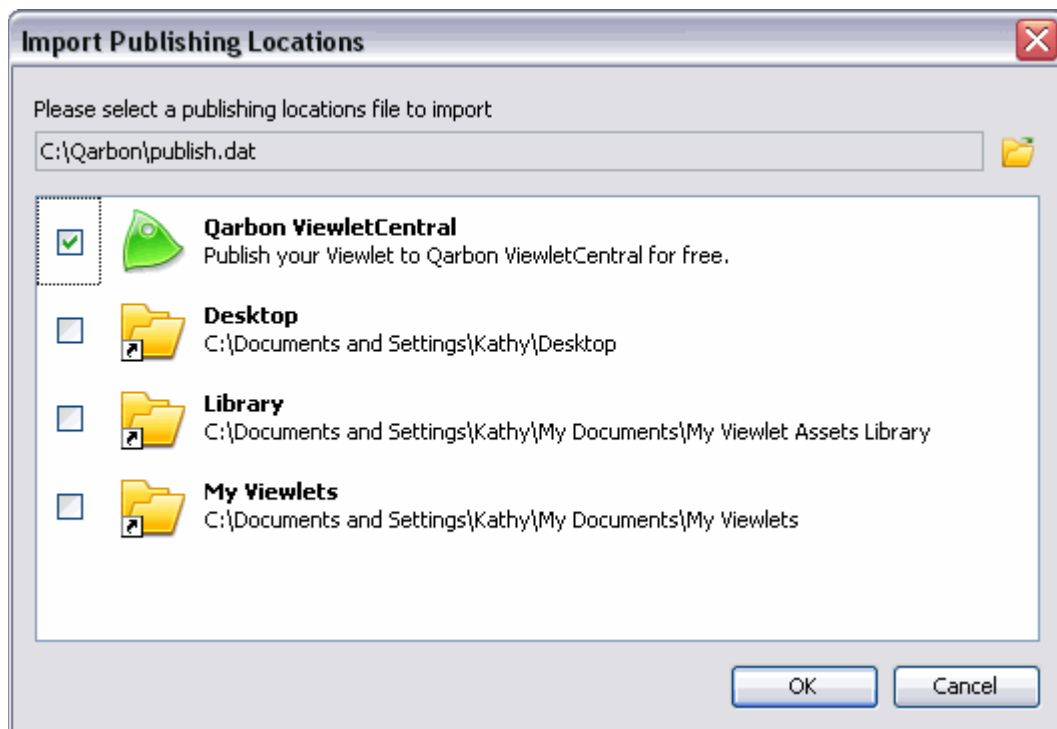 Import Publishing Locations
Please select a publishing locations file to import
C:\Qarbon\publish.dat
Qarbon ViewletCentral
Publish your Viewlet to Qarbon ViewletCentral for free.
Desktop
C:\Documents and Settings\Kathy\Desktop
Library
C:\Documents and Settings\Kathy\My Documents\My Viewlet Assets Library
My Viewlets
C:\Documents and Settings\Kathy\My Documents\My Viewlets
OK
Cancel